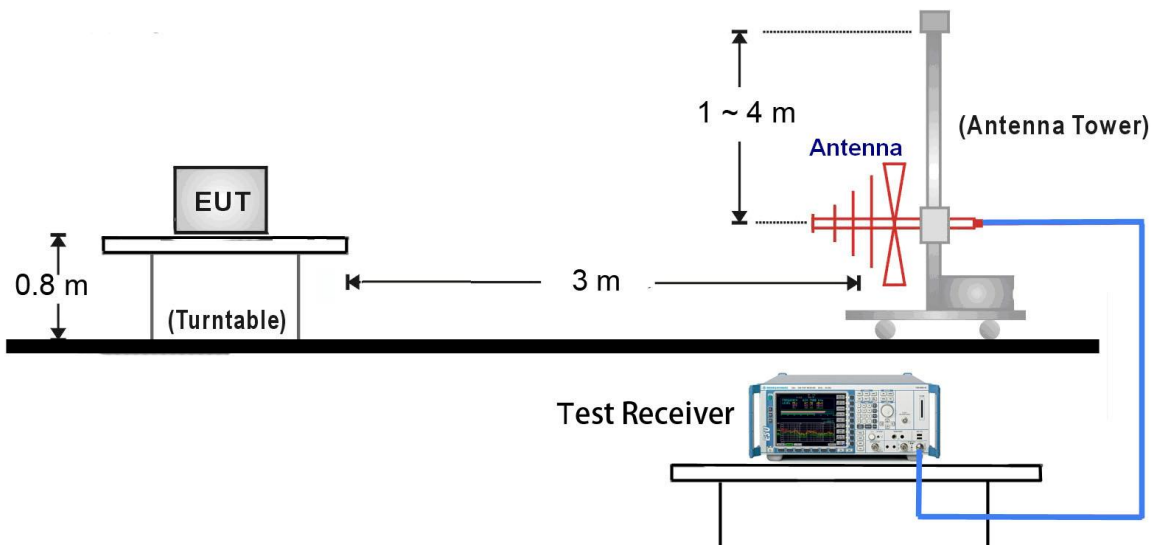 1 ~ 4 m
(Antenna Tower)
Antenna
EUT
0.8 m
3 m
(Turntable)
Test Receiver